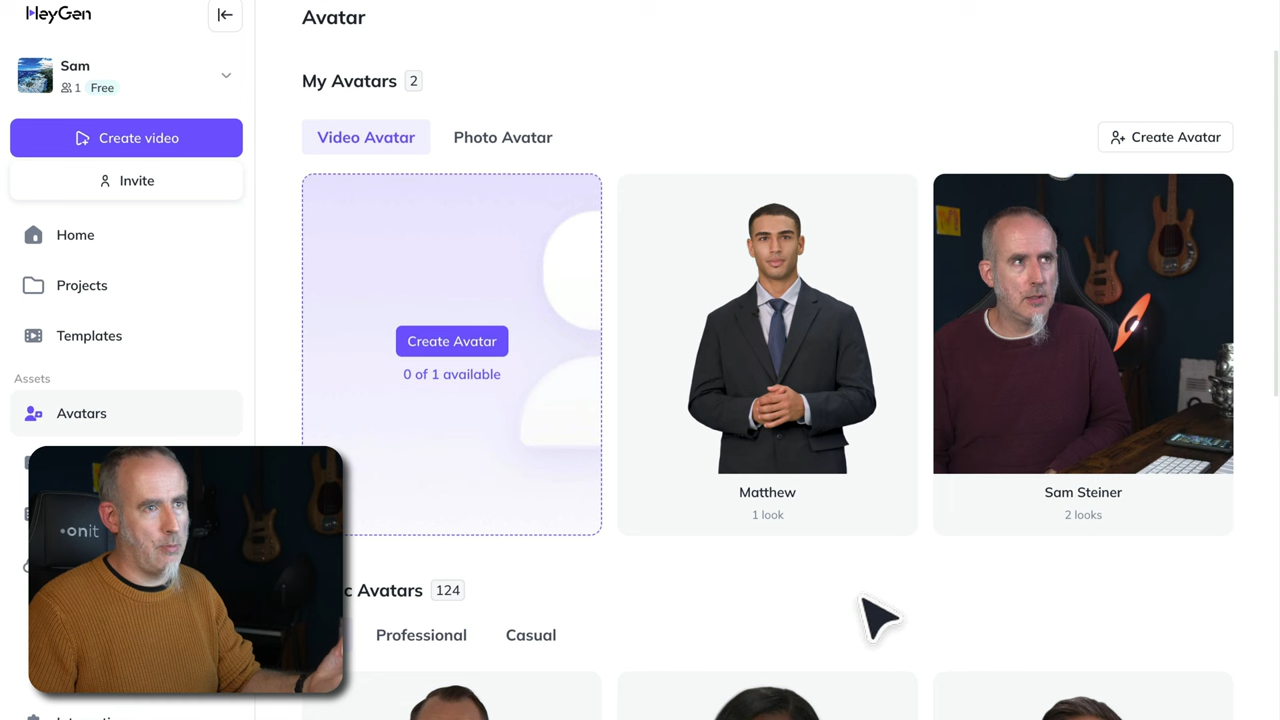 HeyGen
Sam
1 Free
Create video
Invite
Home
Projects
Templates
Assets
Avatars
Avatar
My Avatars 2
Video Avatar
Photo Avatar
Create Avatar
Create Avatar
0 of 1 available
Matthew
1 look
Sam Steiner
2 looks
Avatars 124
Professional
Casual
•onit